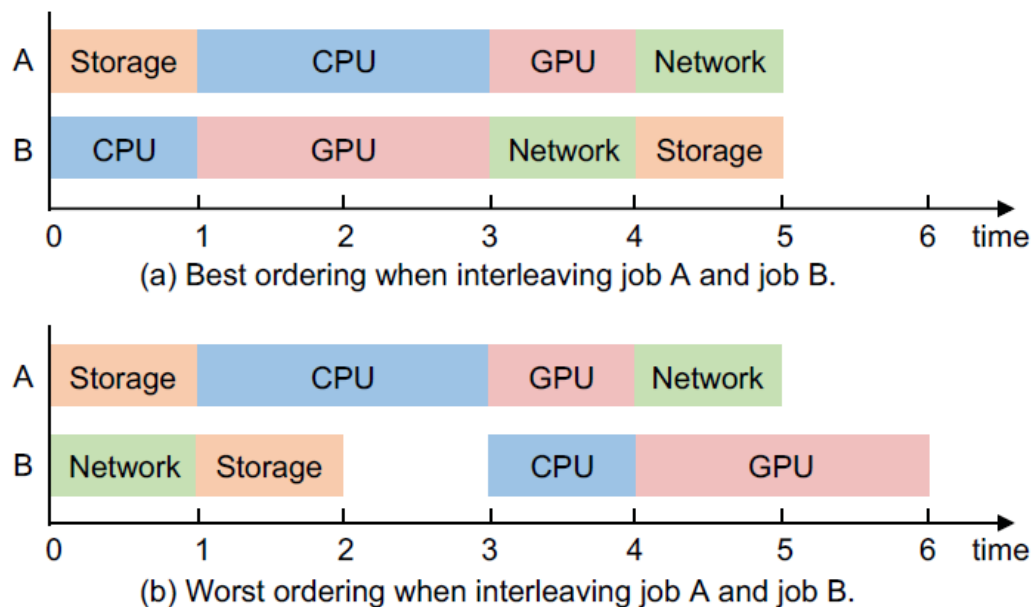 A Storage CPU GPU Network
B CPU GPU Network Storage
0 1 2 3 4 5 6 time
(a) Best ordering when interleaving job A and job B.
A Storage CPU GPU Network
B Network Storage CPU GPU
0 1 2 3 4 5 6 time
(b) Worst ordering when interleaving job A and job B.